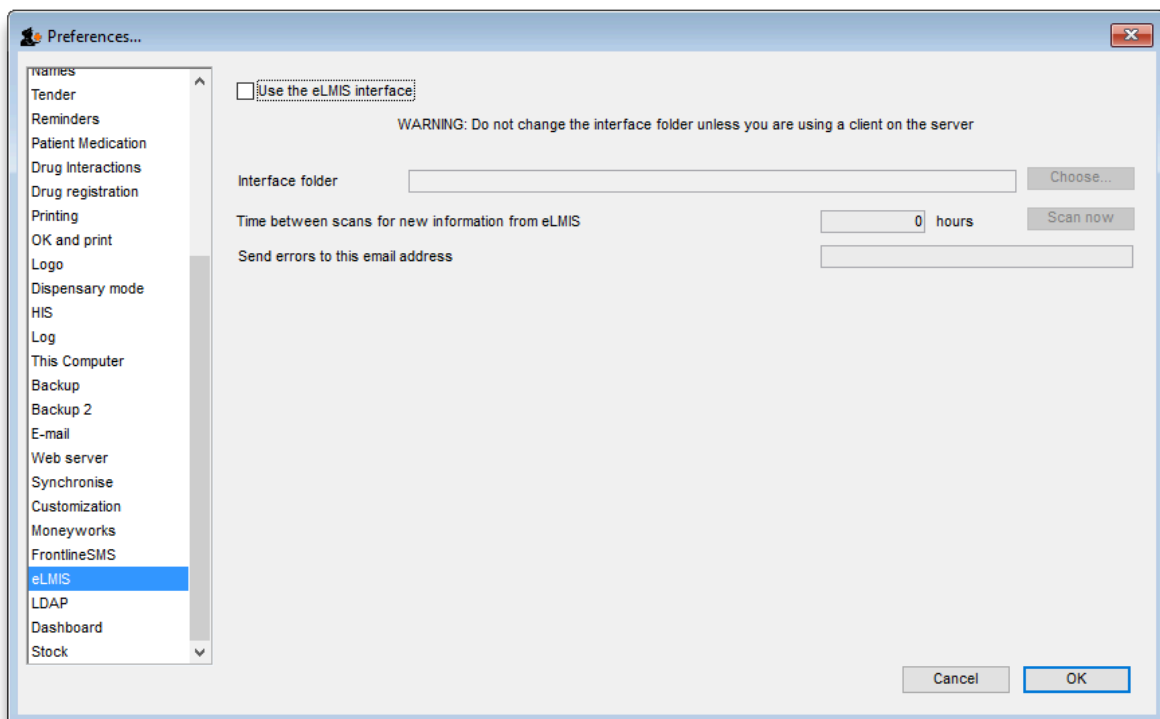 Preferences...
Names
Tender
Reminders
Patient Medication
Drug Interactions
Drug registration
Printing
OK and print
Logo
Dispensary mode
HIS
Log
This Computer
Backup
Backup 2
E-mail
Web server
Synchronise
Customization
Moneyworks
FrontlineSMS
eLMIS
LDAP
Dashboard
Stock
Use the eLMIS interface
WARNING: Do not change the interface folder unless you are using a client on the server
Interface folder Choose...
Time between scans for new information from eLMIS 0 hours Scan now
Send errors to this email address
Cancel OK